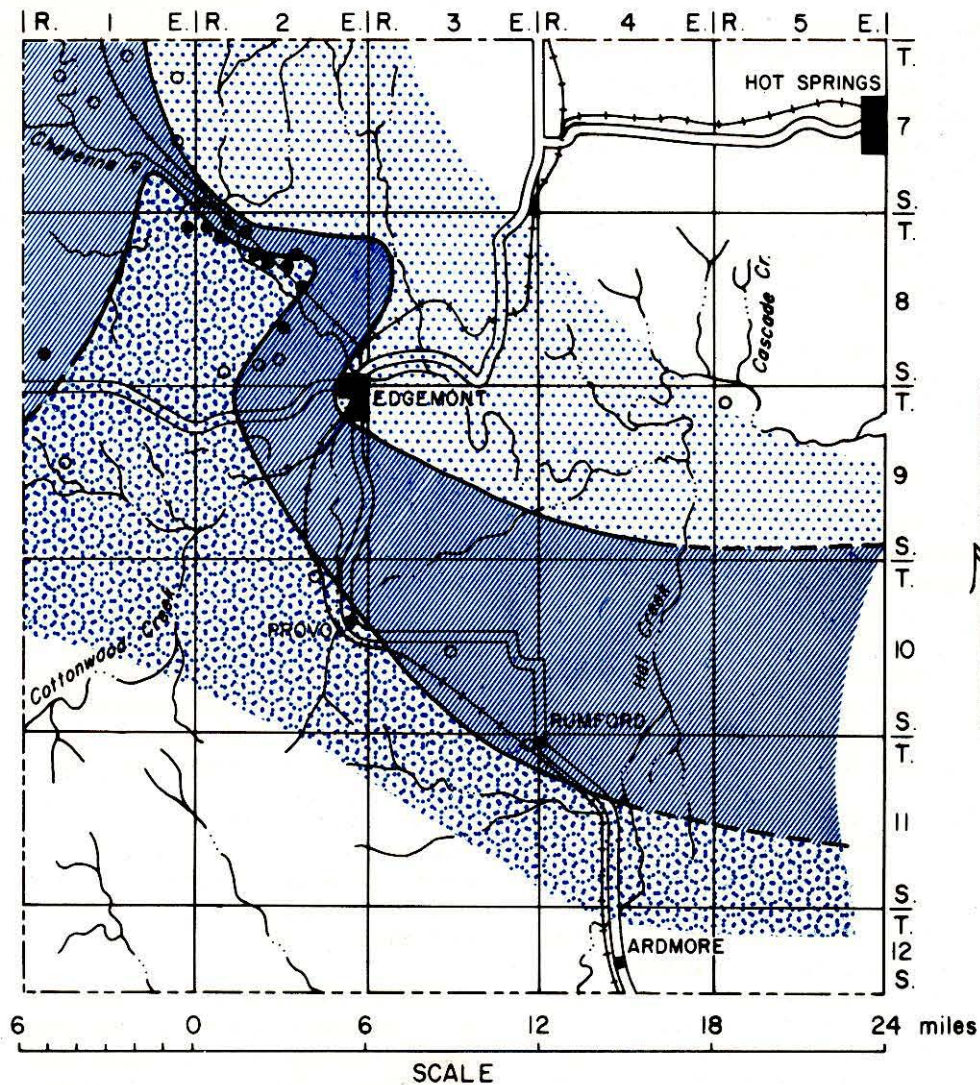 R. 1 E. R. 2 E. R. 3 E. R. 4 E. R. 5 E.
T.
7
S.
HOT SPRINGS
Cheyenne R.
T.
8
S.
Cascade Cr.
EDGEMONT
T.
9
S.
T.
10
S.
Cottonwood Creek
PROVO
Hat Creek
RUMFORD
T.
11
S.
T.
12
S.
ARDMORE
6 0 6 12 18 24 miles
SCALE